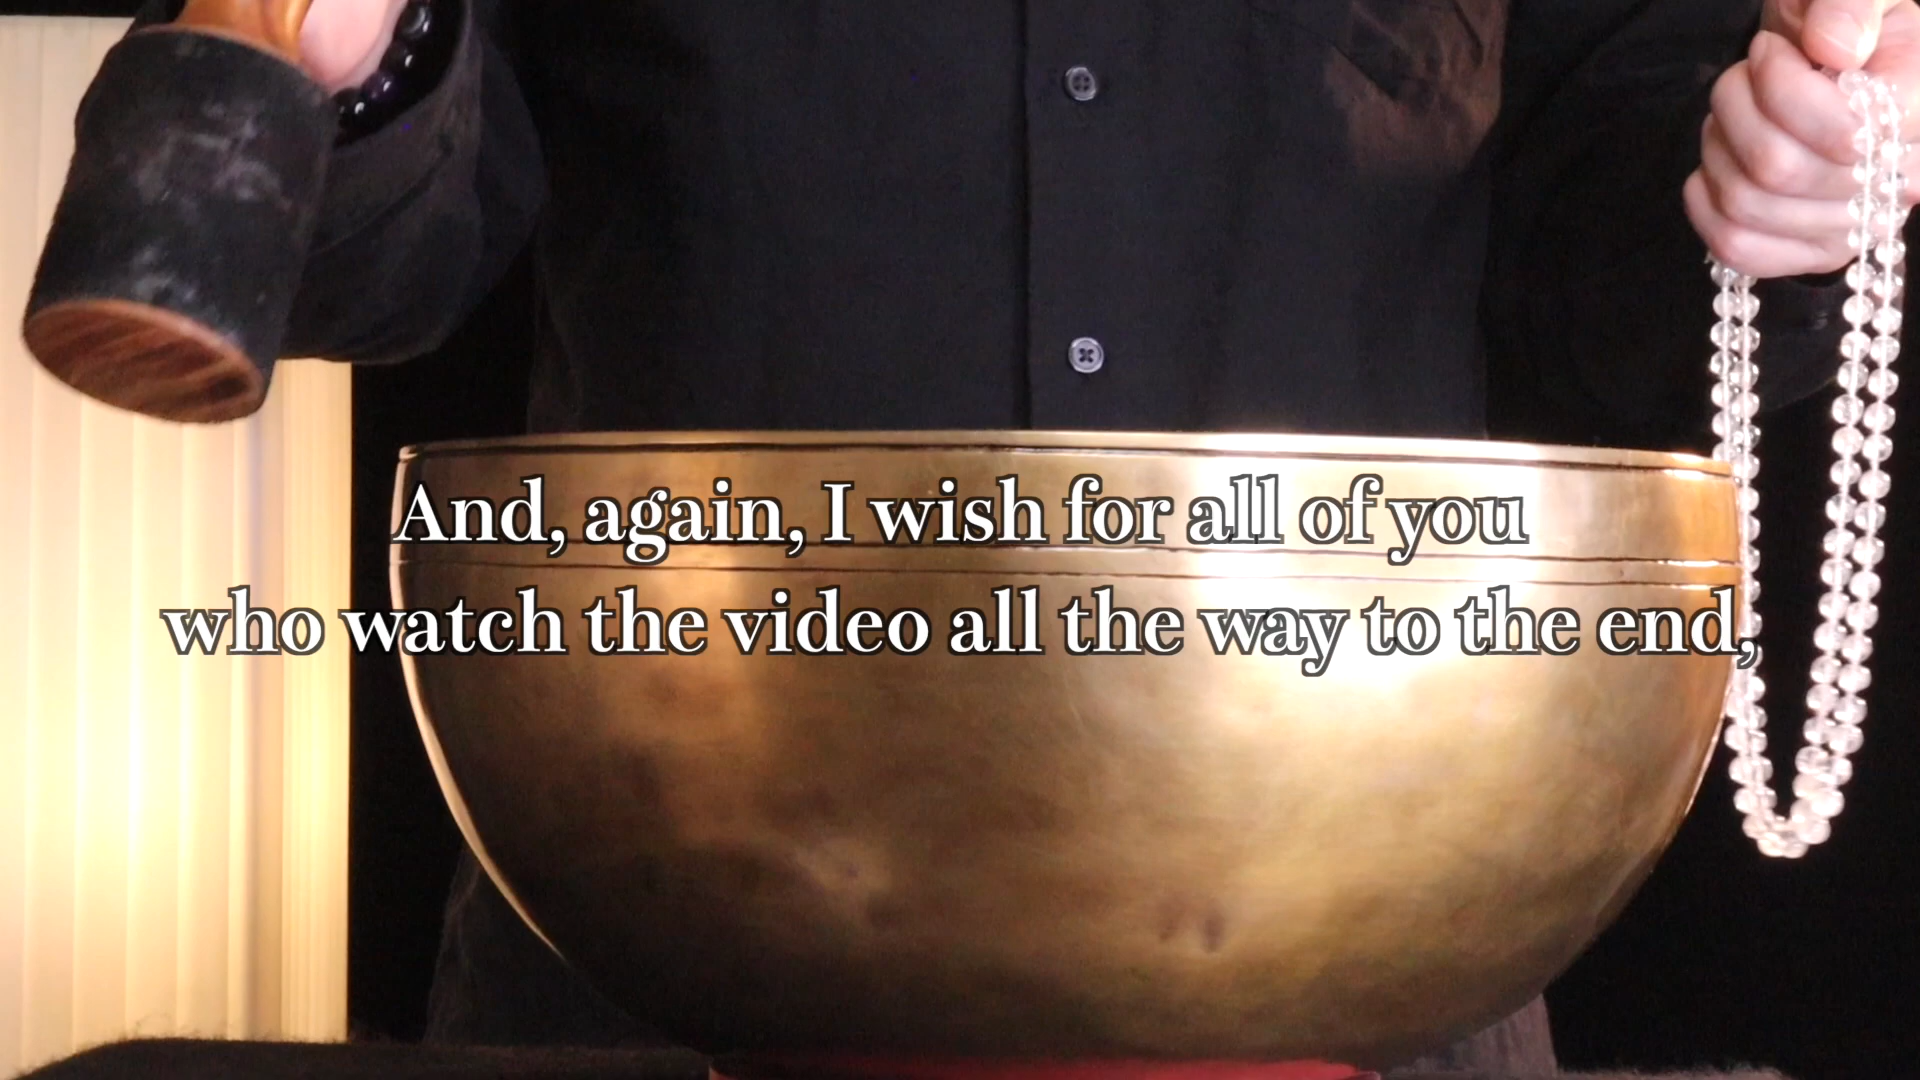 And, again, I wish for all of you
who watch the video all the way to the end,